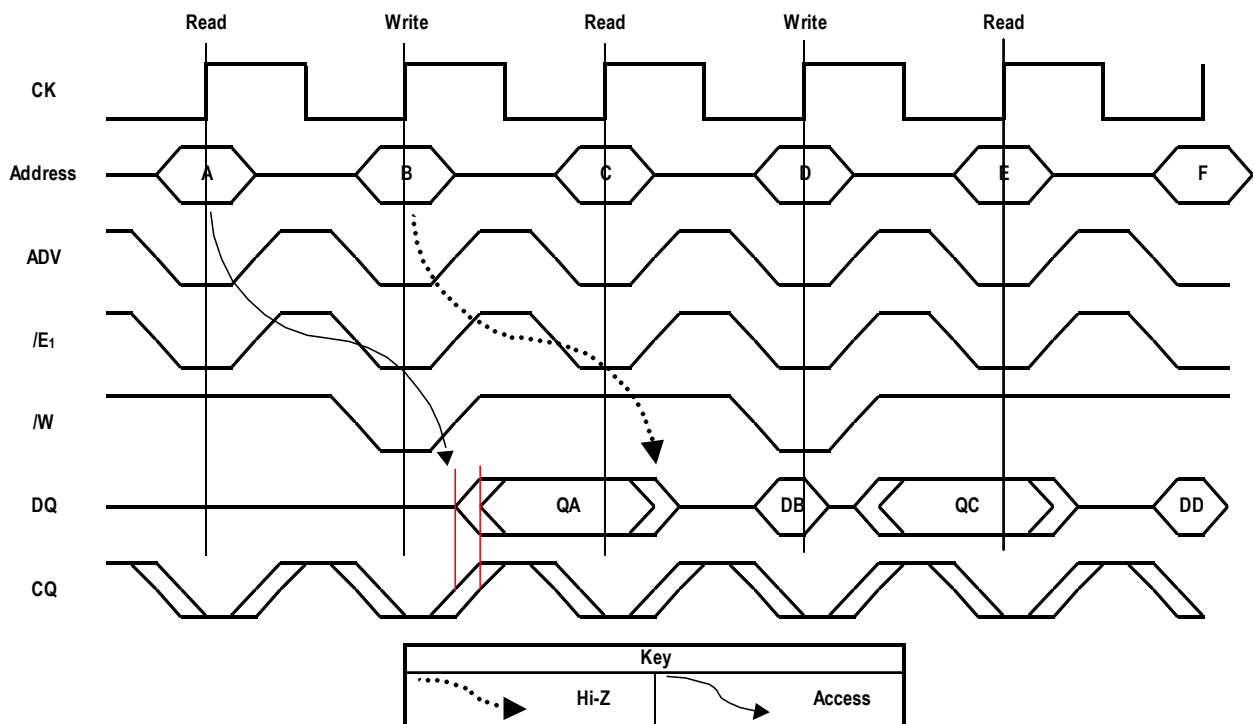 Read Write Read Write Read
CK
Address A B C D E F
ADV
/E1
/W
DQ QA DB QC DD
CQ
Key
Hi-Z Access